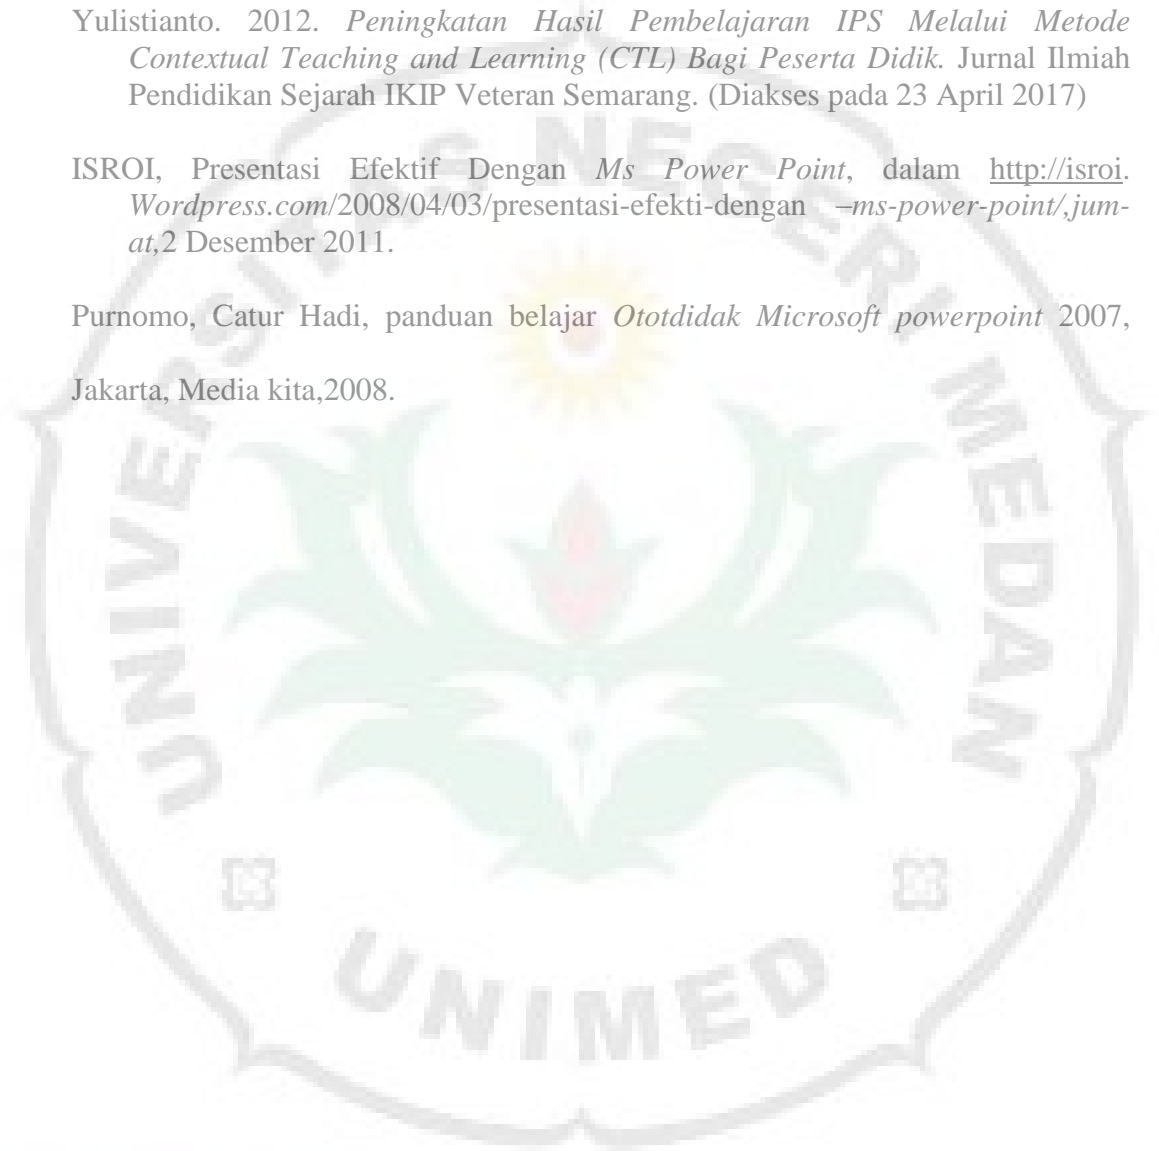 Yulistianto. 2012. Peningkatan Hasil Pembelajaran IPS Melalui Metode
Contextual Teaching and Learning (CTL) Bagi Peserta Didik. Jurnal Ilmiah
Pendidikan Sejarah IKIP Veteran Semarang. (Diakses pada 23 April 2017)
ISROI, Presentasi Efektif Dengan Ms Power Point, dalam http://isroi.
Wordpress.com/2008/04/03/presentasi-efekti-dengan –ms-power-point/,jum-
at,2 Desember 2011.
Purnomo, Catur Hadi, panduan belajar Ototdidak Microsoft powerpoint 2007,
Jakarta, Media kita,2008.
UNIVERSITAS NEGERI MEDAN
UNIMED